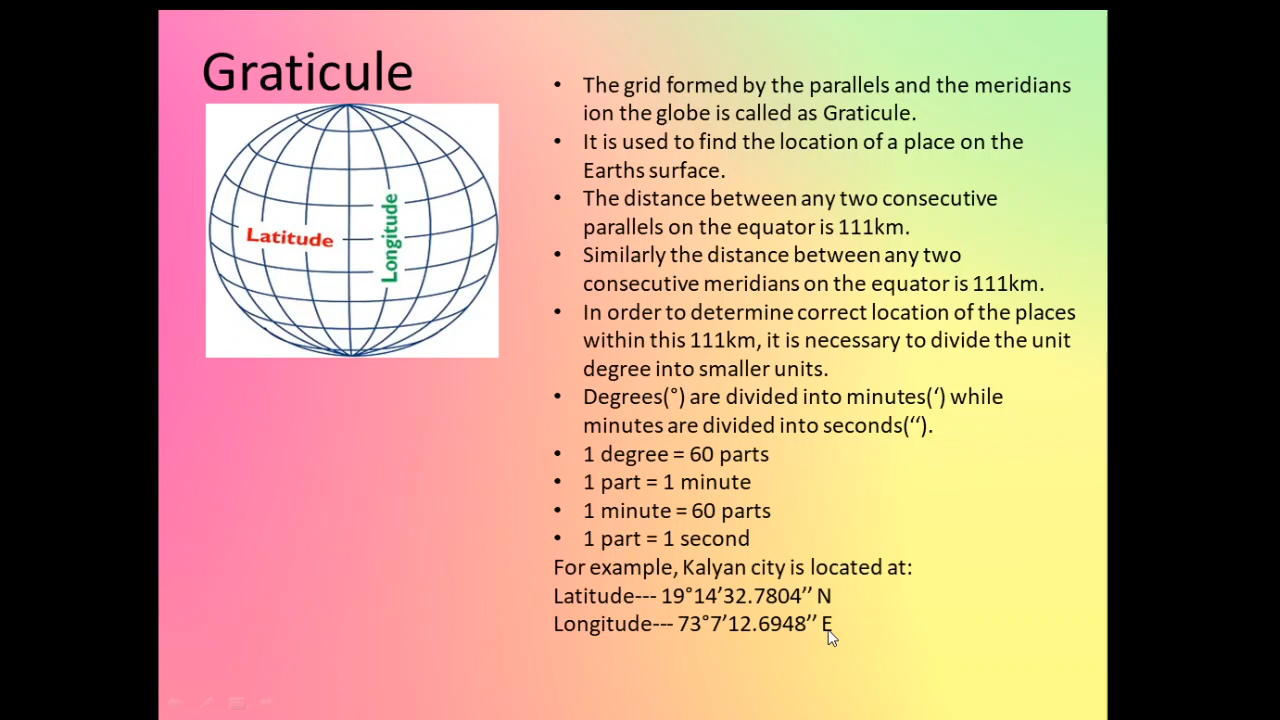 Graticule
Latitude
Longitude
• The grid formed by the parallels and the meridians
ion the globe is called as Graticule.
• It is used to find the location of a place on the
Earths surface.
• The distance between any two consecutive
parallels on the equator is 111km.
• Similarly the distance between any two
consecutive meridians on the equator is 111km.
• In order to determine correct location of the places
within this 111km, it is necessary to divide the unit
degree into smaller units.
• Degrees(°) are divided into minutes(‘) while
minutes are divided into seconds(‘‘).
• 1 degree = 60 parts
• 1 part = 1 minute
• 1 minute = 60 parts
• 1 part = 1 second
For example, Kalyan city is located at:
Latitude--- 19°14’32.7804’’ N
Longitude--- 73°7’12.6948’’ E